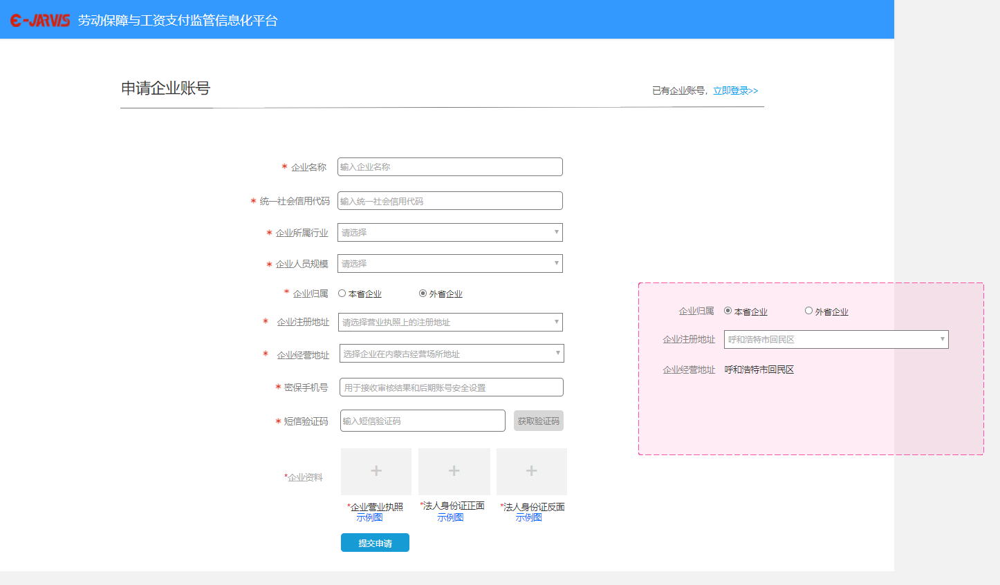 E-JARVIS 劳动保障与工资支付监管信息化平台
申请企业账号
已有企业账号，立即登录>>
* 企业名称 输入企业名称
* 统一社会信用代码 输入统一社会信用代码
* 企业所属行业 请选择
* 企业人员规模 请选择
* 企业归属 本省企业 外省企业
* 企业注册地址 请选择营业执照上的注册地址
* 企业经营地址 选择企业在内蒙古经营场所地址
* 密保手机号 用于接收审核结果和后期账号安全设置
* 短信验证码 输入短信验证码 获取验证码
*企业资料
*企业营业执照 *法人身份证正面 *法人身份证反面
示例图 示例图 示例图
提交申请
企业归属 本省企业 外省企业
企业注册地址 呼和浩特市回民区
企业经营地址 呼和浩特市回民区